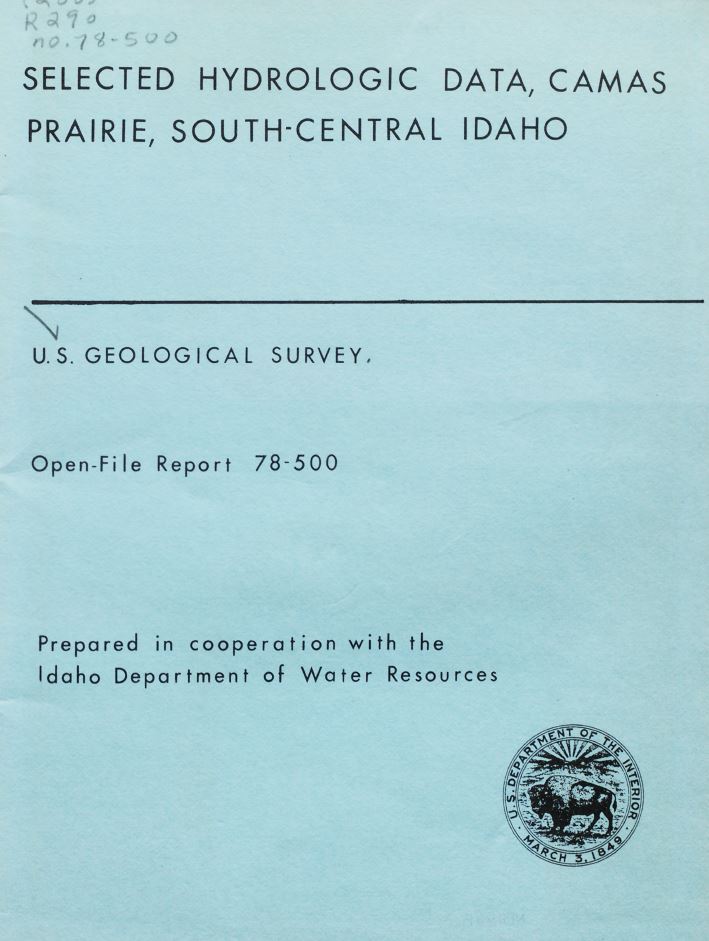 R290
no.78-500
SELECTED HYDROLOGIC DATA, CAMAS
PRAIRIE, SOUTH-CENTRAL IDAHO
U.S. GEOLOGICAL SURVEY.
Open-File Report 78-500
Prepared in cooperation with the
Idaho Department of Water Resources
U.S. DEPARTMENT OF THE INTERIOR
MARCH 3, 1849